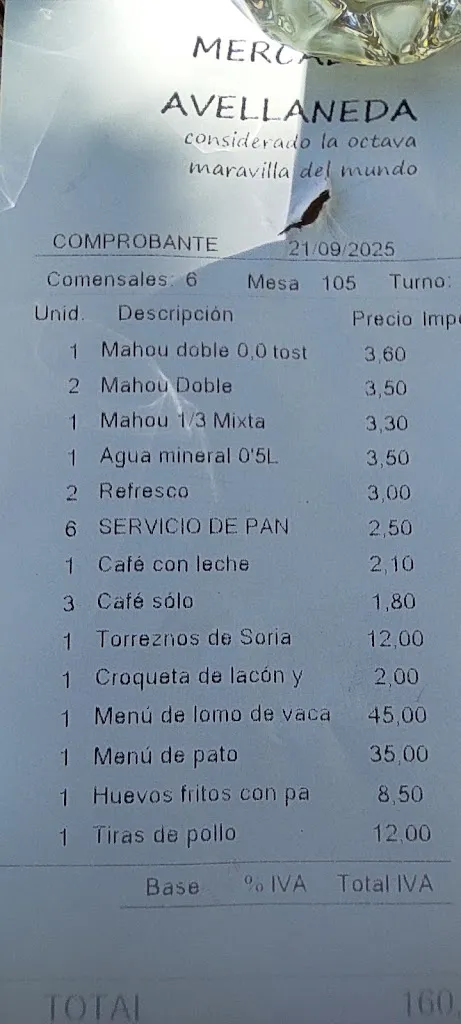 AVELLANEDA
considerado la octava
maravilla del mundo
COMPROBANTE 21/09/2025
Comensales: 6 Mesa 105 Turno:
Unid. Descripción Precio Impo
1 Mahou doble 0,0 tost 3,60
2 Mahou Doble 3,50
1 Mahou 1/3 Mixta 3,30
1 Agua mineral 0'5L 3,50
2 Refresco 3,00
6 SERVICIO DE PAN 2,50
1 Café con leche 2,10
3 Café sólo 1,80
1 Torreznos de Soria 12,00
1 Croqueta de lacón y 2,00
1 Menú de lomo de vaca 45,00
1 Menú de pato 35,00
1 Huevos fritos con pa 8,50
1 Tiras de pollo 12,00
Base % IVA Total IVA
TOTAL 160,